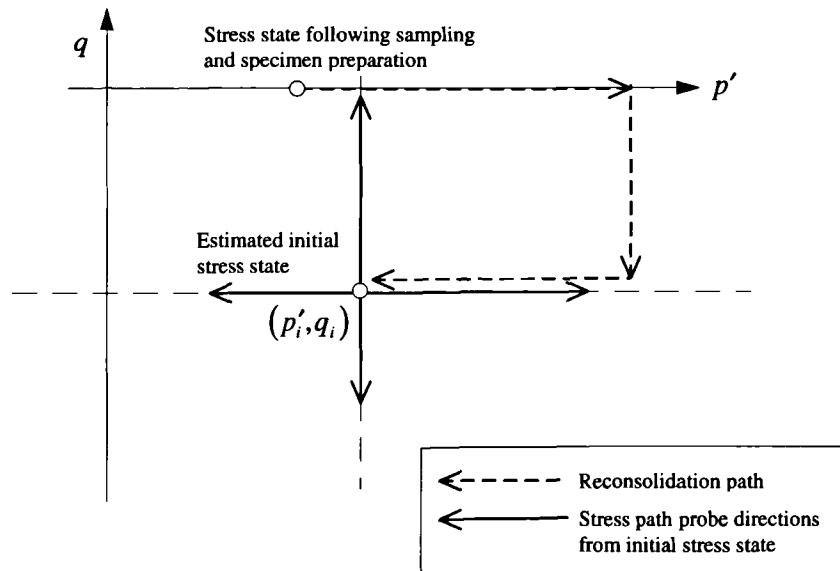 Stress state following sampling
and specimen preparation
q
p′
Estimated initial
stress state
(p′i, qi)
Reconsolidation path
Stress path probe directions
from initial stress state